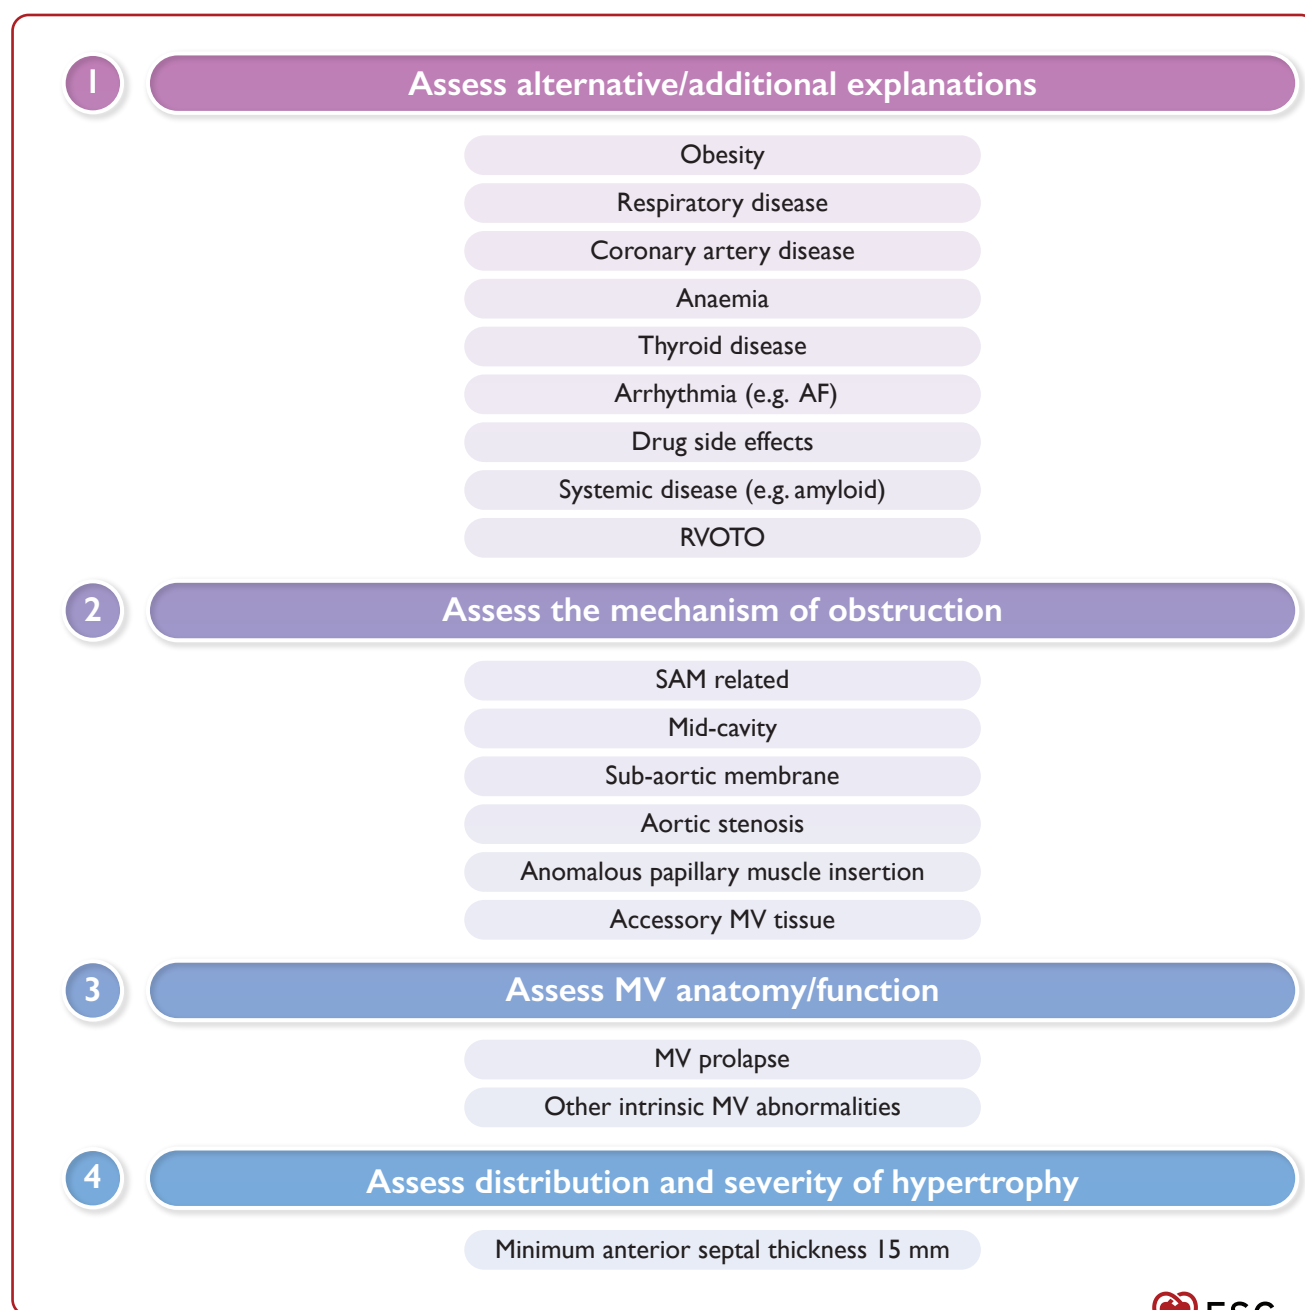 1
Assess alternative/additional explanations
Obesity
Respiratory disease
Coronary artery disease
Anaemia
Thyroid disease
Arrhythmia (e.g. AF)
Drug side effects
Systemic disease (e.g. amyloid)
RVOTO
2
Assess the mechanism of obstruction
SAM related
Mid-cavity
Sub-aortic membrane
Aortic stenosis
Anomalous papillary muscle insertion
Accessory MV tissue
3
Assess MV anatomy/function
MV prolapse
Other intrinsic MV abnormalities
4
Assess distribution and severity of hypertrophy
Minimum anterior septal thickness 15 mm
ESC